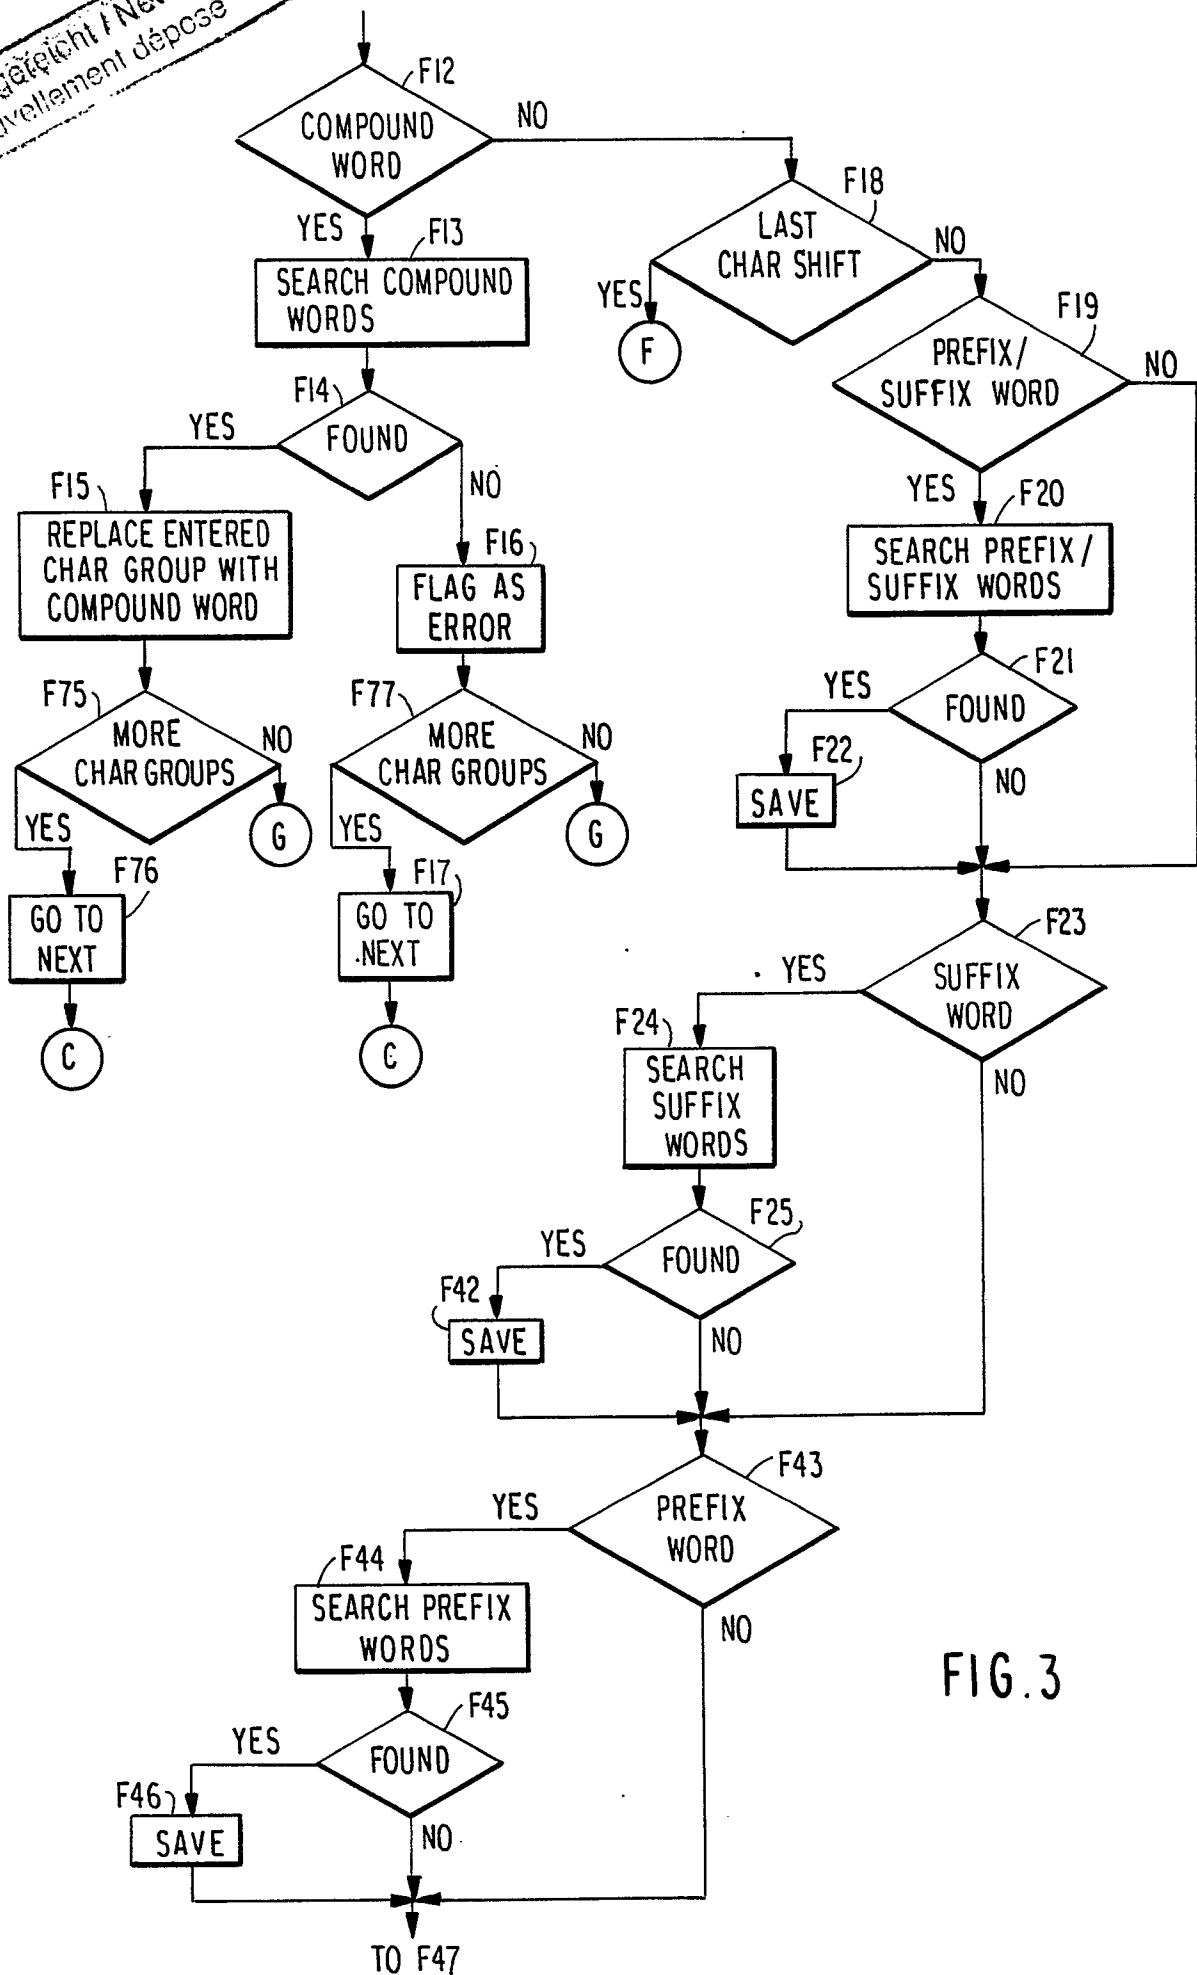 dépose
F12
COMPOUND
WORD
NO
YES
F13
SEARCH COMPOUND
WORDS
F18
LAST
CHAR SHIFT
NO
YES
F
F19
PREFIX/
SUFFIX WORD
NO
F14
FOUND
YES
NO
F15
REPLACE ENTERED
CHAR GROUP WITH
COMPOUND WORD
F16
FLAG AS
ERROR
YES
F20
SEARCH PREFIX/
SUFFIX WORDS
F75
MORE
CHAR GROUPS
NO
G
YES
F76
GO TO
NEXT
C
F77
MORE
CHAR GROUPS
NO
G
YES
F17
GO TO
NEXT
C
F21
FOUND
YES
F22
SAVE
NO
F23
SUFFIX
WORD
YES
NO
F24
SEARCH
SUFFIX
WORDS
F25
FOUND
YES
F42
SAVE
NO
F43
PREFIX
WORD
YES
NO
F44
SEARCH PREFIX
WORDS
F45
FOUND
YES
F46
SAVE
NO
TO F47
FIG.3